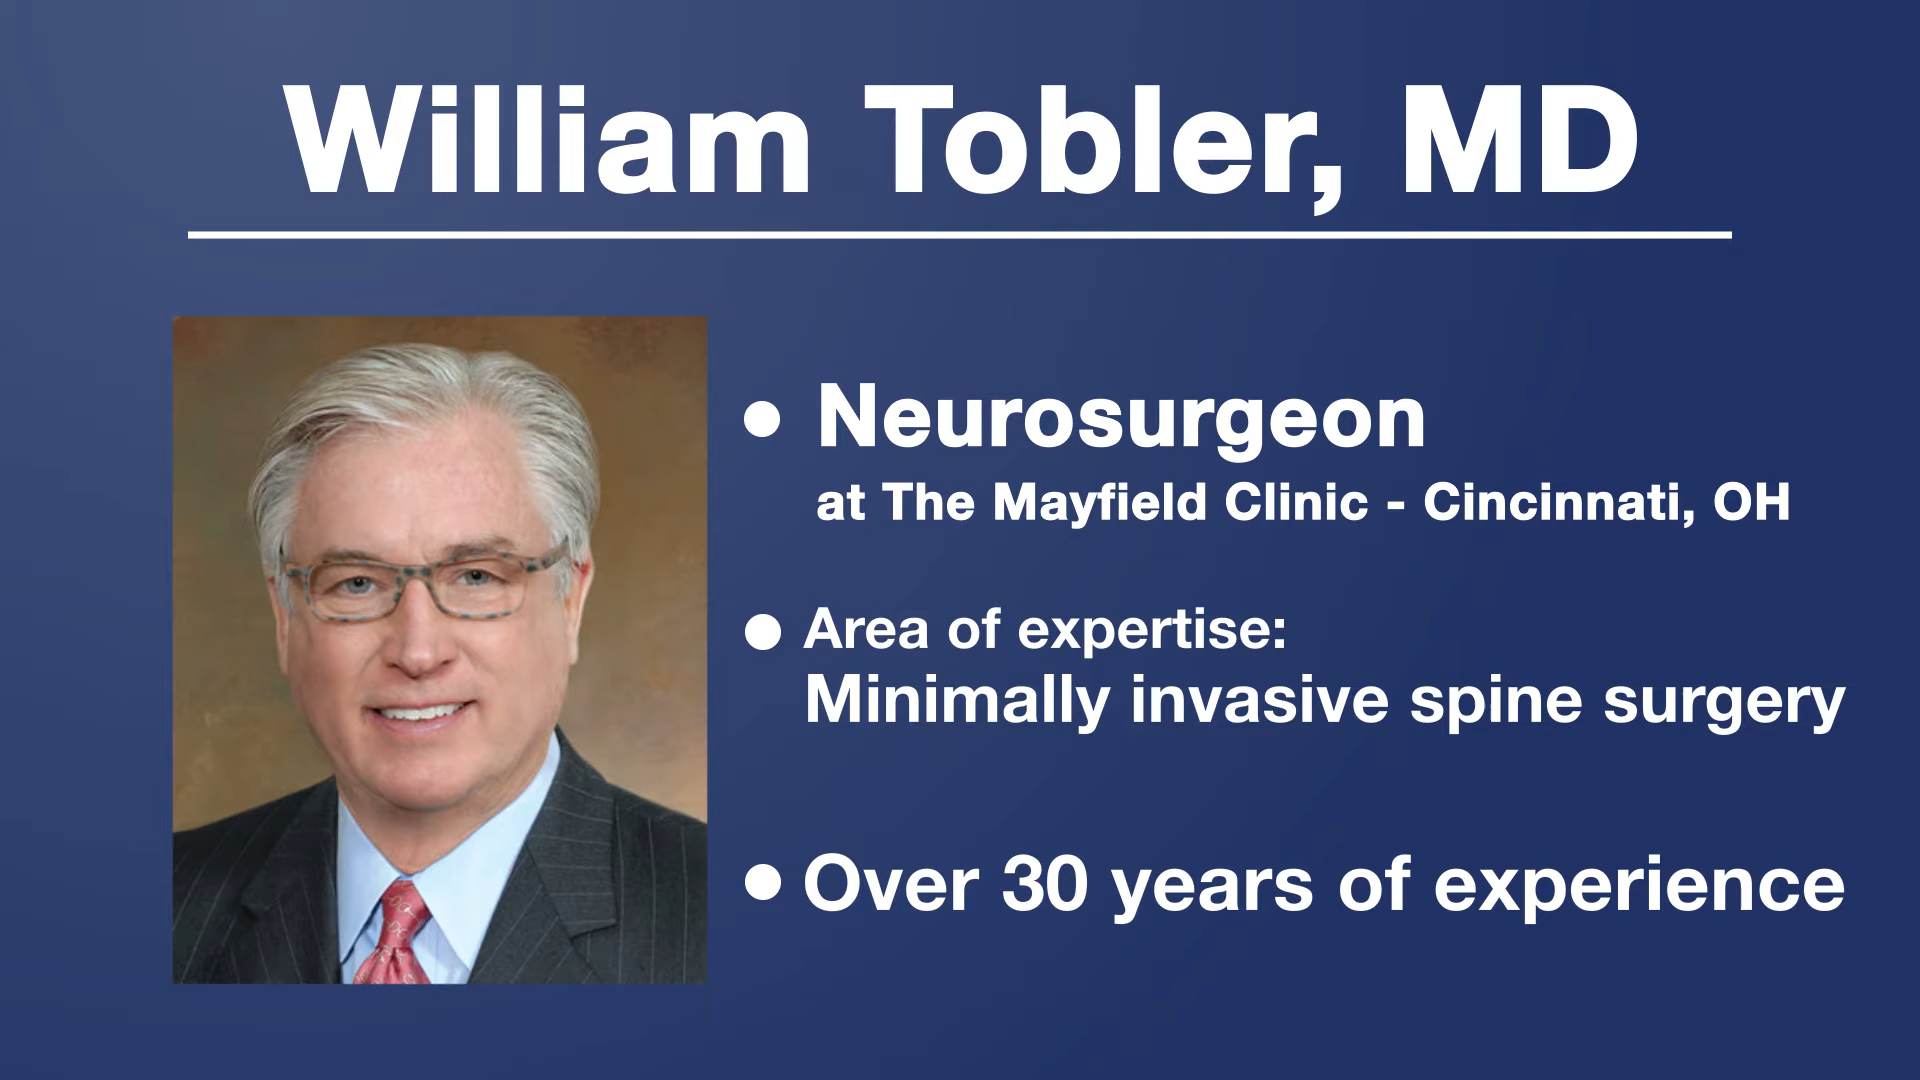 William Tobler, MD
• Neurosurgeon
at The Mayfield Clinic - Cincinnati, OH
• Area of expertise:
Minimally invasive spine surgery
• Over 30 years of experience